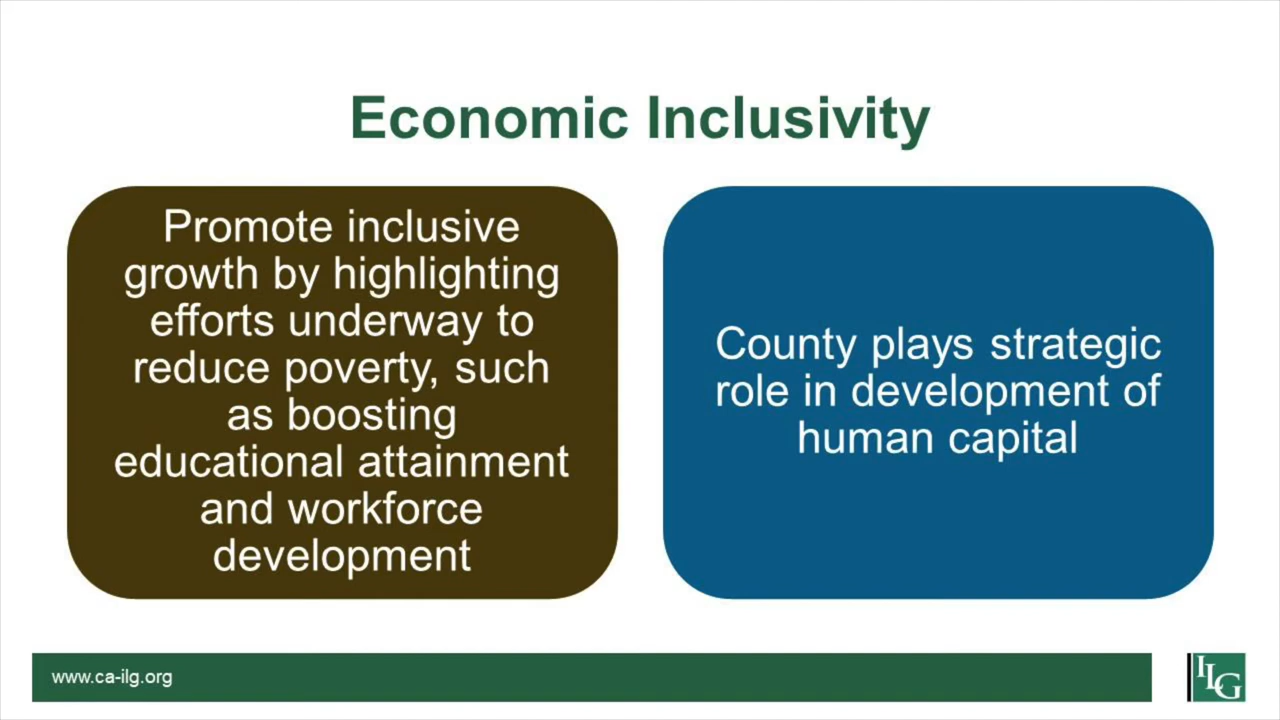 Economic Inclusivity
Promote inclusive
growth by highlighting
efforts underway to
reduce poverty, such
as boosting
educational attainment
and workforce
development
County plays strategic
role in development of
human capital
www.ca-ilg.org
ILG